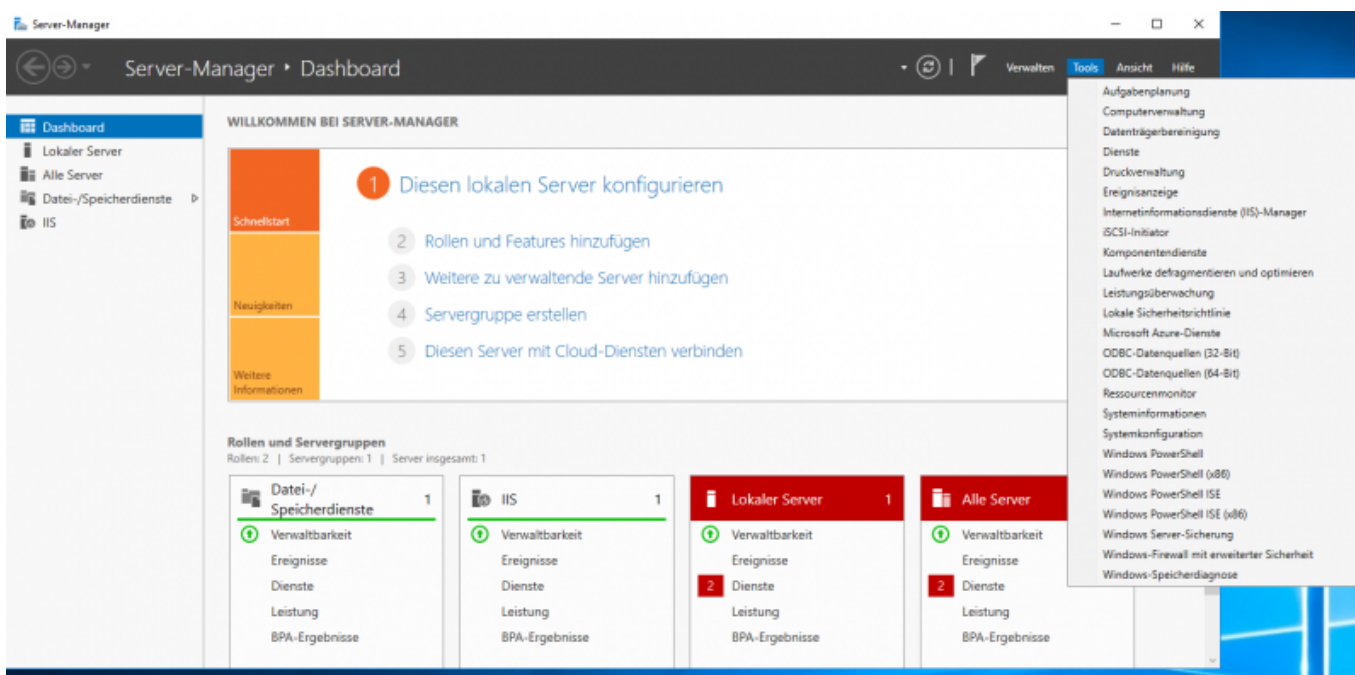 Server-Manager
Server-Manager • Dashboard
Verwalten Tools Ansicht Hilfe
Dashboard
Lokaler Server
Alle Server
Datei-/Speicherdienste
IIS
WILLKOMMEN BEI SERVER-MANAGER
Schnellstart
Neuigkeiten
Weitere
Informationen
1 Diesen lokalen Server konfigurieren
2 Rollen und Features hinzufügen
3 Weitere zu verwaltende Server hinzufügen
4 Servergruppe erstellen
5 Diesen Server mit Cloud-Diensten verbinden
Rollen und Servergruppen
Rollen: 2 | Servergruppen: 1 | Server insgesamt: 1
Datei-/
Speicherdienste 1
Verwaltbarkeit
Ereignisse
Dienste
Leistung
BPA-Ergebnisse
IIS 1
Verwaltbarkeit
Ereignisse
Dienste
Leistung
BPA-Ergebnisse
Lokaler Server 1
Verwaltbarkeit
Ereignisse
2 Dienste
Leistung
BPA-Ergebnisse
Alle Server
Verwaltbarkeit
Ereignisse
2 Dienste
Leistung
BPA-Ergebnisse
Aufgabenplanung
Computerverwaltung
Datenträgerbereinigung
Dienste
Druckverwaltung
Ereignisanzeige
Internetinformationsdienste (IIS)-Manager
iSCSI-Initiator
Komponentendienste
Laufwerke defragmentieren und optimieren
Leistungsüberwachung
Lokale Sicherheitsrichtlinie
Microsoft Azure-Dienste
ODBC-Datenquellen (32-Bit)
ODBC-Datenquellen (64-Bit)
Ressourcenmonitor
Systeminformationen
Systemkonfiguration
Windows PowerShell
Windows PowerShell (x86)
Windows PowerShell ISE
Windows PowerShell ISE (x86)
Windows Server-Sicherung
Windows-Firewall mit erweiterter Sicherheit
Windows-Speicherdiagnose